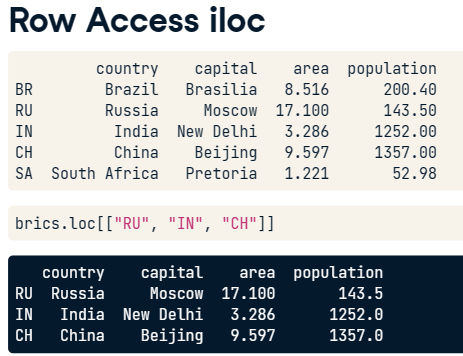 Row Access iloc
country capital area population
BR Brazil Brasilia 8.516 200.40
RU Russia Moscow 17.100 143.50
IN India New Delhi 3.286 1252.00
CH China Beijing 9.597 1357.00
SA South Africa Pretoria 1.221 52.98
brics.loc[["RU", "IN", "CH"]]
country capital area population
RU Russia Moscow 17.100 143.5
IN India New Delhi 3.286 1252.0
CH China Beijing 9.597 1357.0